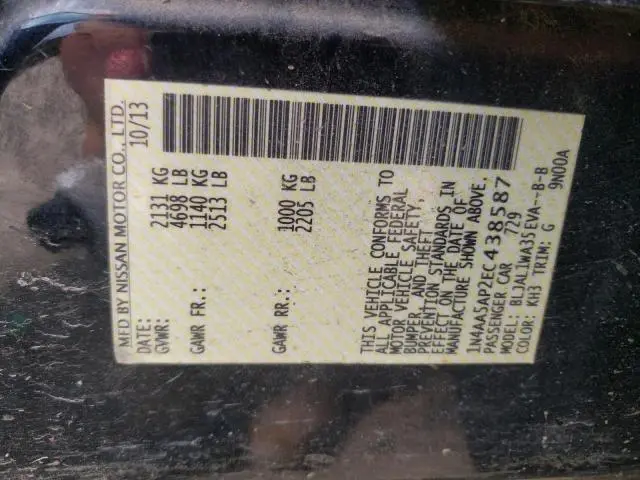 MFD BY NISSAN MOTOR CO., LTD.
DATE: 10/13
GVWR: 2131 KG
4698 LB
GAWR FR.: 1140 KG
2513 LB
GAWR RR.: 1000 KG
2205 LB
THIS VEHICLE CONFORMS TO
ALL APPLICABLE FEDERAL
MOTOR VEHICLE SAFETY,
BUMPER, AND THEFT
PREVENTION STANDARDS IN
EFFECT ON THE DATE OF
MANUFACTURE SHOWN ABOVE.
1N4AA5AP2EC438587
PASSENGER CAR 729
MODEL: BLJALlWA35EVA--B-B
COLOR: KH3 TRIM: G 9N00A